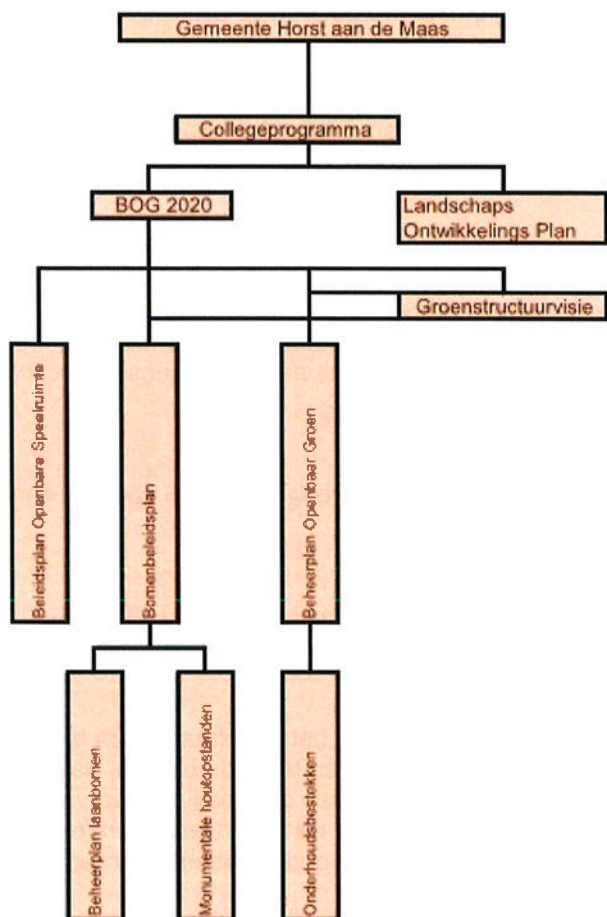 Gemeente Horst aan de Maas
Collegeprogramma
BOG 2020
Landschaps
Ontwikkelings Plan
Groenstructuurvisie
Beleidsplan Openbare Speelruimte
Bomenbeleidsplan
Beheerplan Openbaar Groen
Beheerplan laanbomen
Monumentale houtopstanden
Onderhoudsbestekken